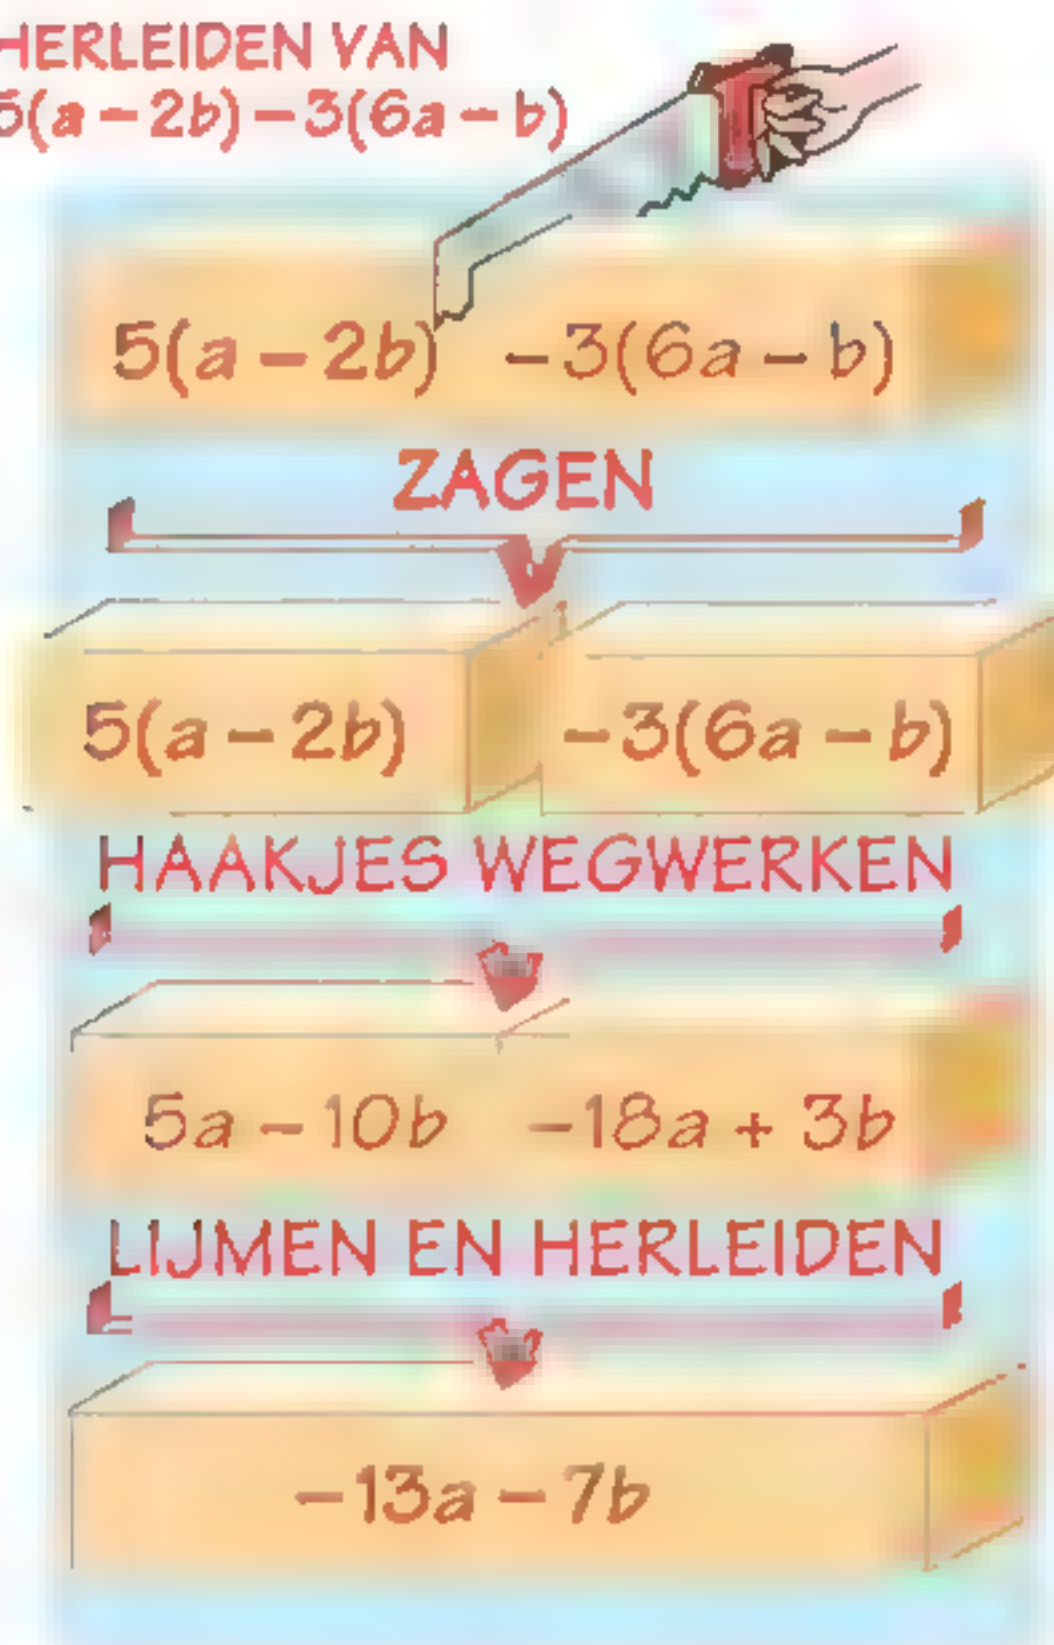 HERLEIDEN VAN
5(a − 2b) − 3(6a − b)
5(a − 2b) − 3(6a − b)
ZAGEN
5(a − 2b) − 3(6a − b)
HAAKJES WEGWERKEN
5a − 10b −18a + 3b
LIJMEN EN HERLEIDEN
−13a − 7b